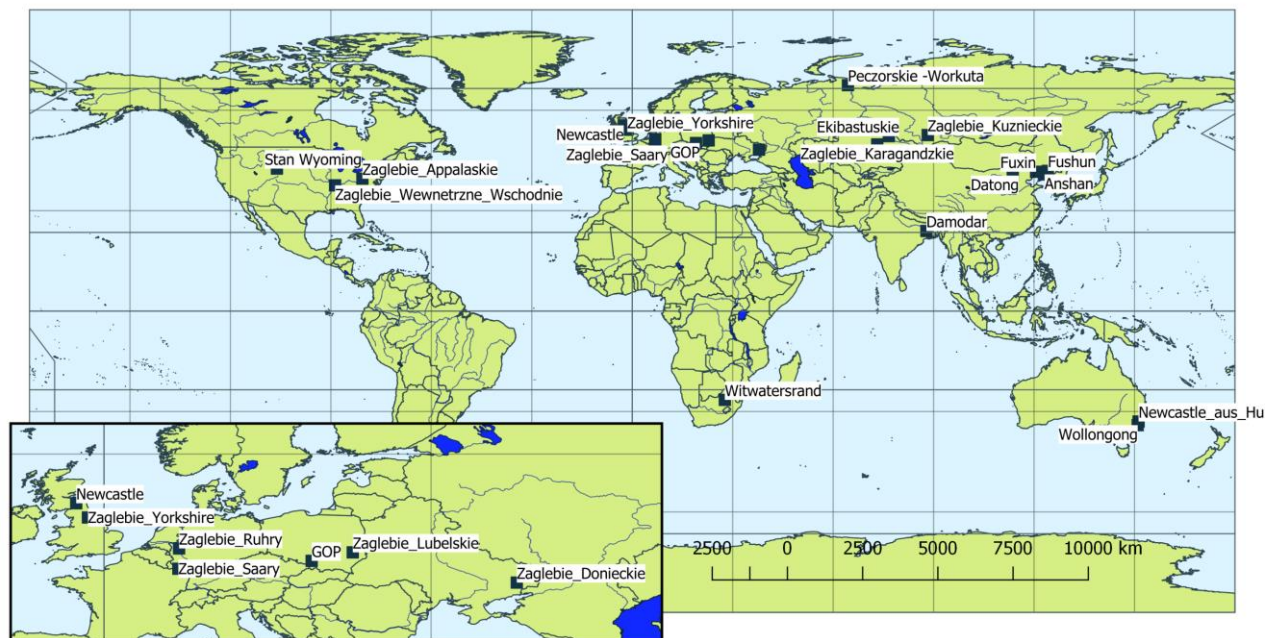 Peczorskie -Workuta
Zaglebie_Yorkshire
Newcastle
Ekibastuskie
Zaglebie_Kuznieckie
Zaglebie_Saary
GOP
Zaglebie_Karagandzkie
Stan Wyoming
Zaglebie_Appalaskie
Fuxin
Fushun
Datong
Anshan
Zaglebie_Wewnetrzne_Wschodnie
Damodar
Witwatersrand
Newcastle_aus_Hu
Wollongong
Newcastle
Zaglebie_Yorkshire
Zaglebie_Ruhry
GOP
Zaglebie_Lubelskie
Zaglebie_Saary
Zaglebie_Donieckie
2500 0 2500 5000 7500 10000 km